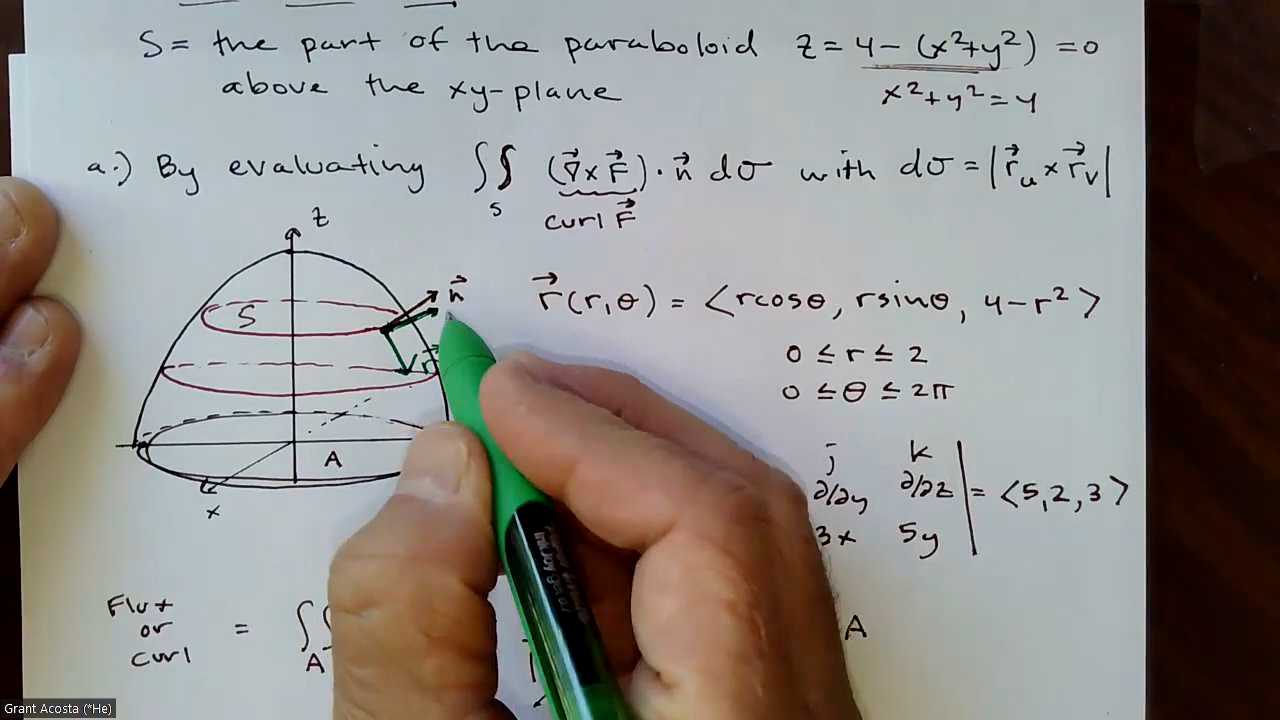 S = the part of the paraboloid z = 4 - (x²+y²) = 0
above the xy-plane
x²+y² = 4
a.) By evaluating ∬ₛ (∇⃗ × F⃗) · n⃗ dσ with dσ = |r⃗ᵤ × r⃗ᵥ|
curl F⃗
z
n⃗
S
r⃗(r,θ) = ⟨rcosθ, rsinθ, 4-r²⟩
0 ≤ r ≤ 2
0 ≤ θ ≤ 2π
A
x
j k
∂/∂y ∂/∂z = ⟨5,2,3⟩
3x 5y
Flux
or
curl
= ∬
A
A
Grant Acosta (*He)